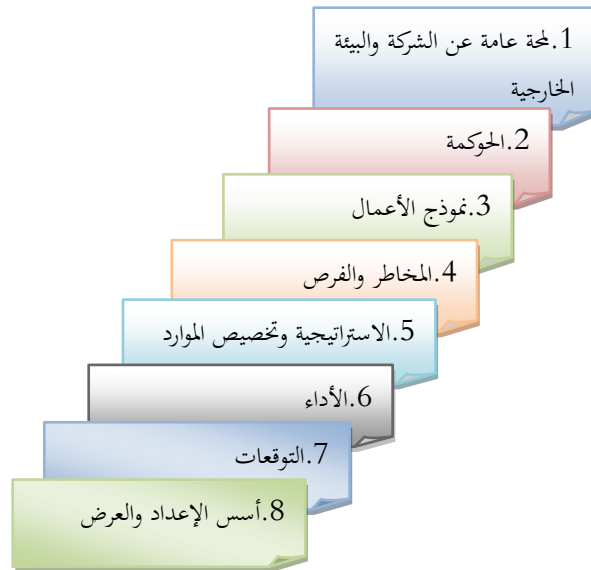 1.لمحة عامة عن الشركة والبيئة
الخارجية
2.الحوكمة
3.نموذج الأعمال
4.المخاطر والفرص
5.الاستراتيجية وتخصيص الموارد
6.الأداء
7.التوقعات
8.أسس الإعداد والعرض